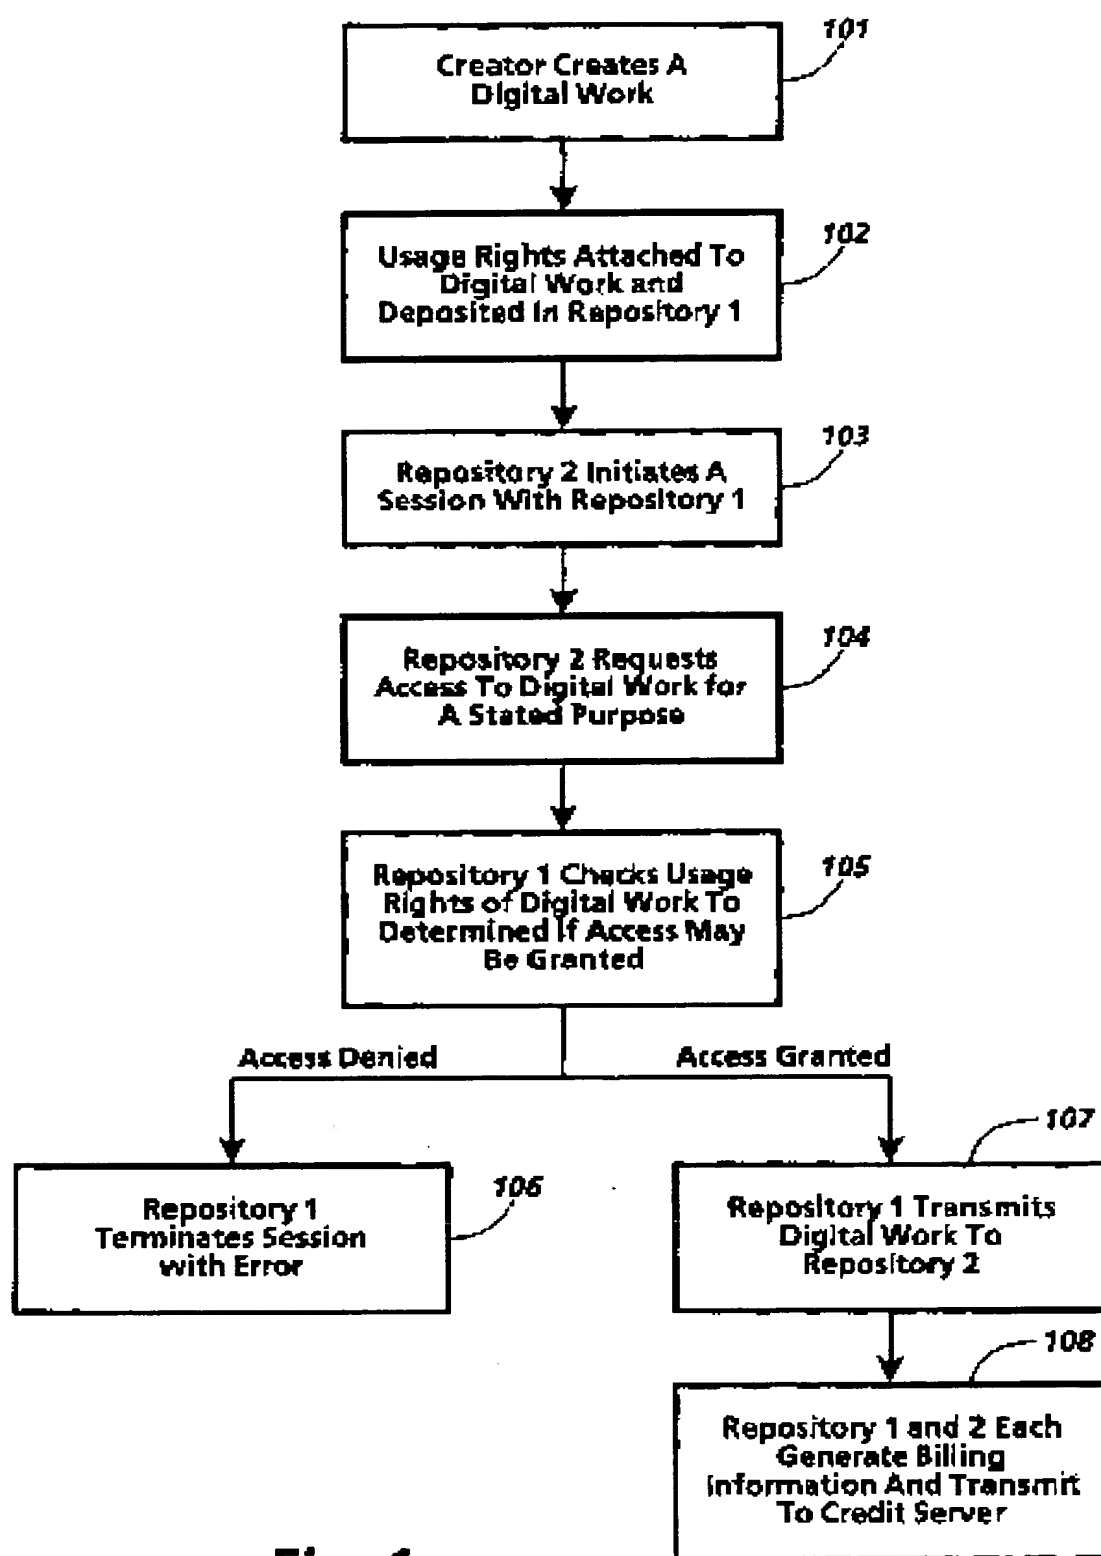 101
Creator Creates A
Digital Work
102
Usage Rights Attached To
Digital Work and
Deposited In Repository 1
103
Repository 2 Initiates A
Session With Repository 1
104
Repository 2 Requests
Access To Digital Work for
A Stated Purpose
105
Repository 1 Checks Usage
Rights of Digital Work To
Determined If Access May
Be Granted
Access Denied
Access Granted
106
Repository 1
Terminates Session
with Error
107
Repository 1 Transmits
Digital Work To
Repository 2
108
Repository 1 and 2 Each
Generate Billing
Information And Transmit
To Credit Server